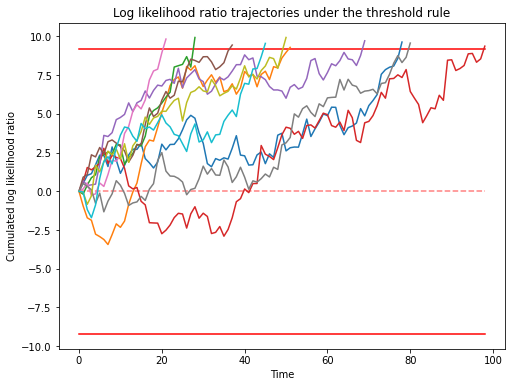 Log likelihood ratio trajectories under the threshold rule
Cumulated log likelihood ratio
10.0
7.5
5.0
2.5
0.0
−2.5
−5.0
−7.5
−10.0
0 20 40 60 80 100
Time